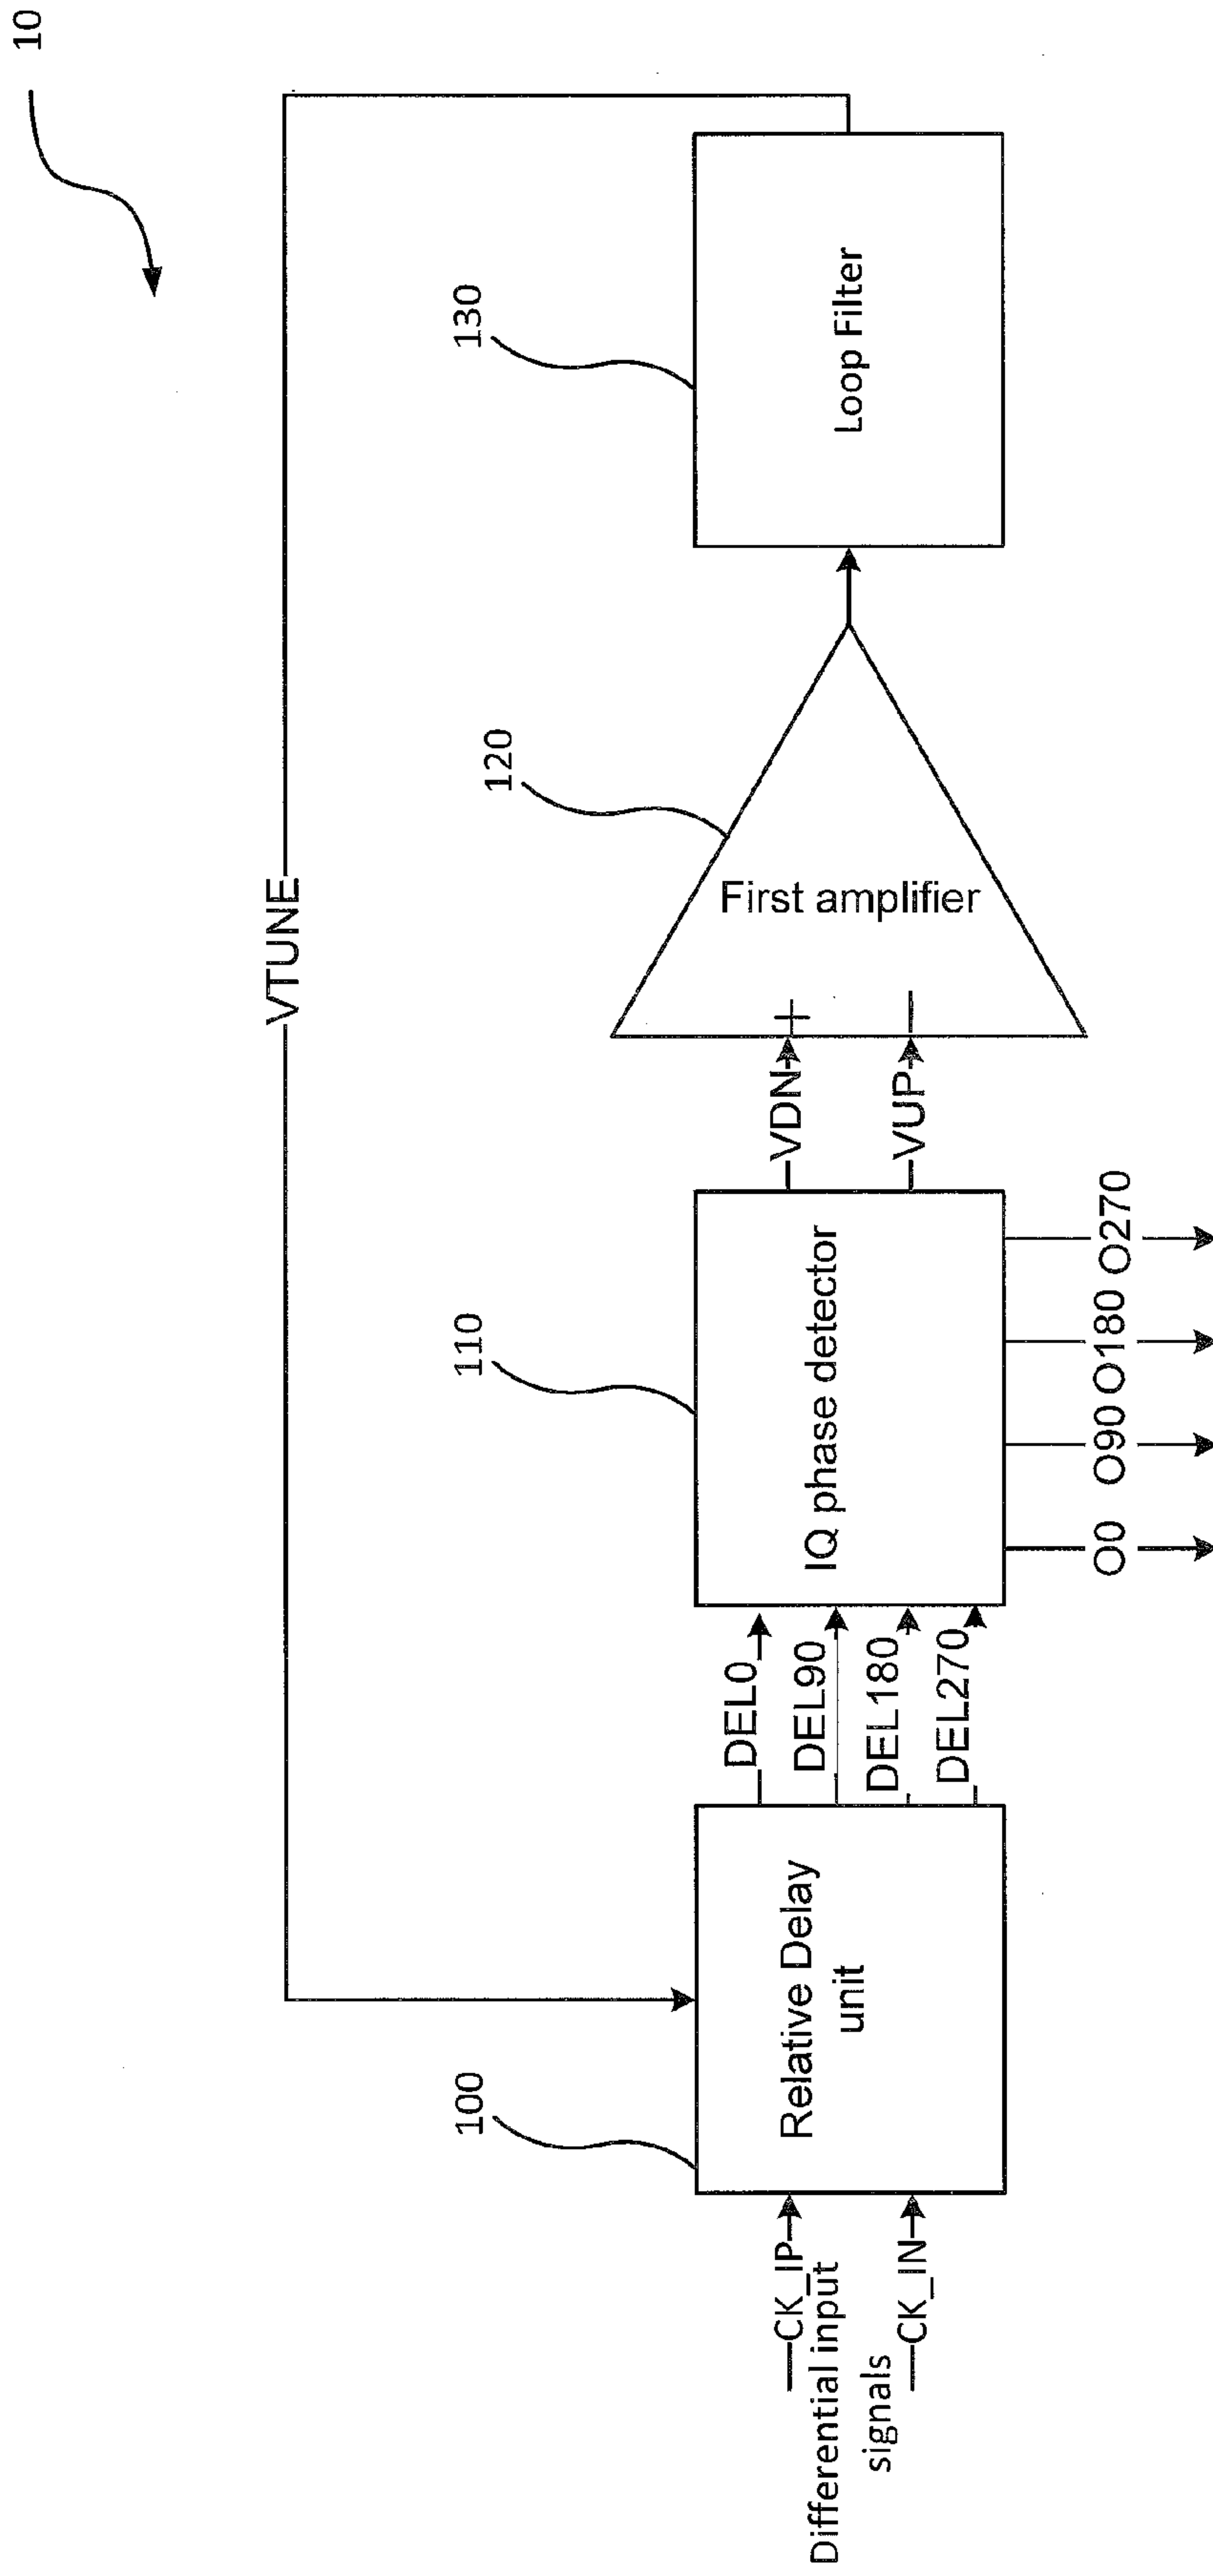 10
VTUNE
100
110
120
130
CK_IP
Differential input
signals
CK_IN
Relative Delay
unit
DEL0
DEL90
DEL180
DEL270
IQ phase detector
VDN
VUP
+
−
First amplifier
Loop Filter
O0
O90
O180
O270